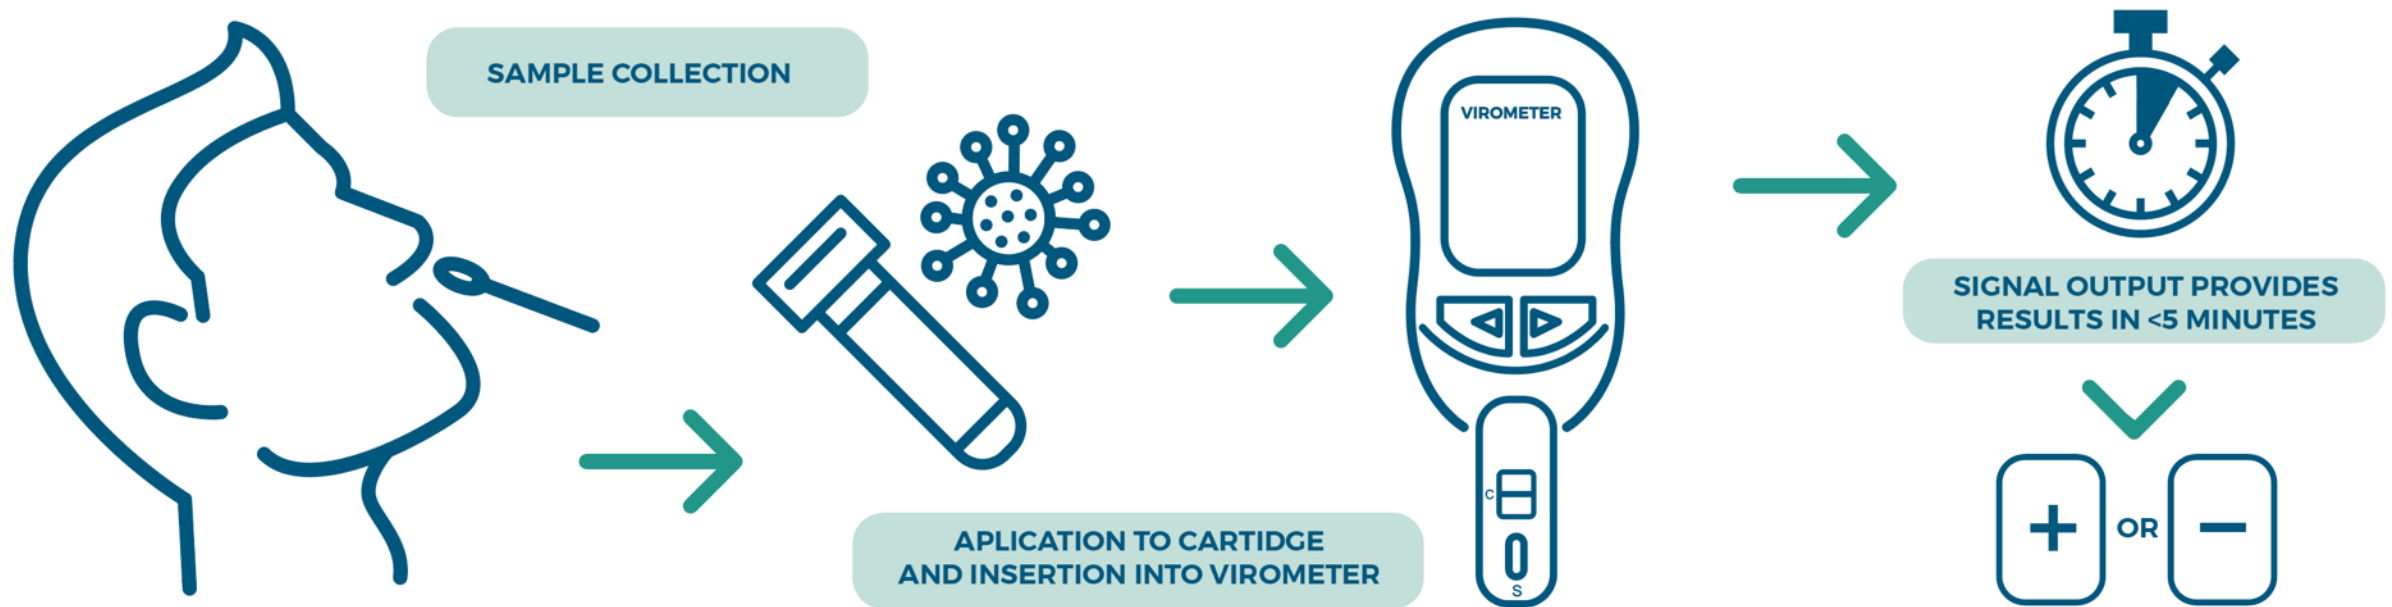 SAMPLE COLLECTION
APLICATION TO CARTIDGE
AND INSERTION INTO VIROMETER
VIROMETER
C
S
SIGNAL OUTPUT PROVIDES
RESULTS IN <5 MINUTES
+ OR −